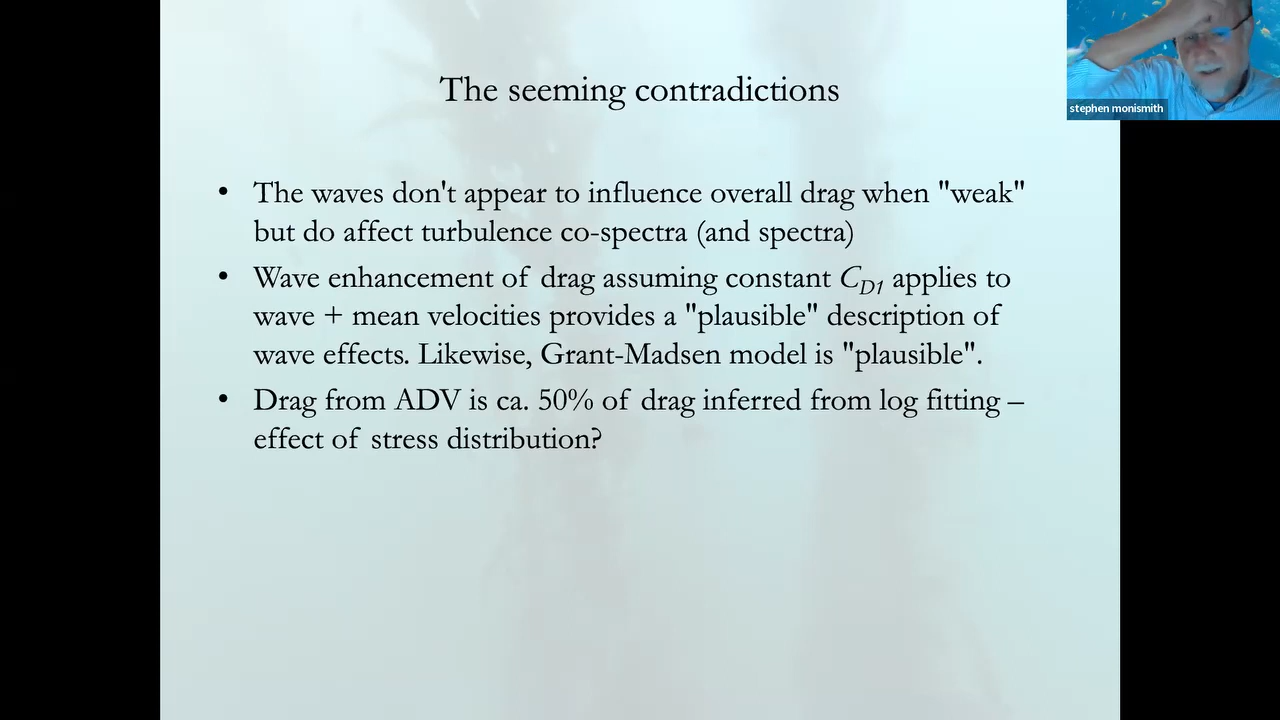 The seeming contradictions
stephen monismith
• The waves don't appear to influence overall drag when "weak"
but do affect turbulence co-spectra (and spectra)
• Wave enhancement of drag assuming constant C_D1 applies to
wave + mean velocities provides a "plausible" description of
wave effects. Likewise, Grant-Madsen model is "plausible".
• Drag from ADV is ca. 50% of drag inferred from log fitting –
effect of stress distribution?